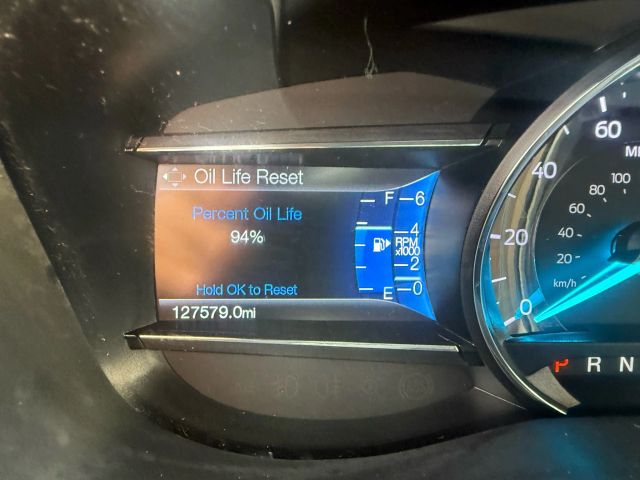 Oil Life Reset
Percent Oil Life
94%
Hold OK to Reset
127579.0mi
F
E
6
4
RPM
x1000
2
0
60
40
20
0
100
80
60
40
20
km/h
P R N